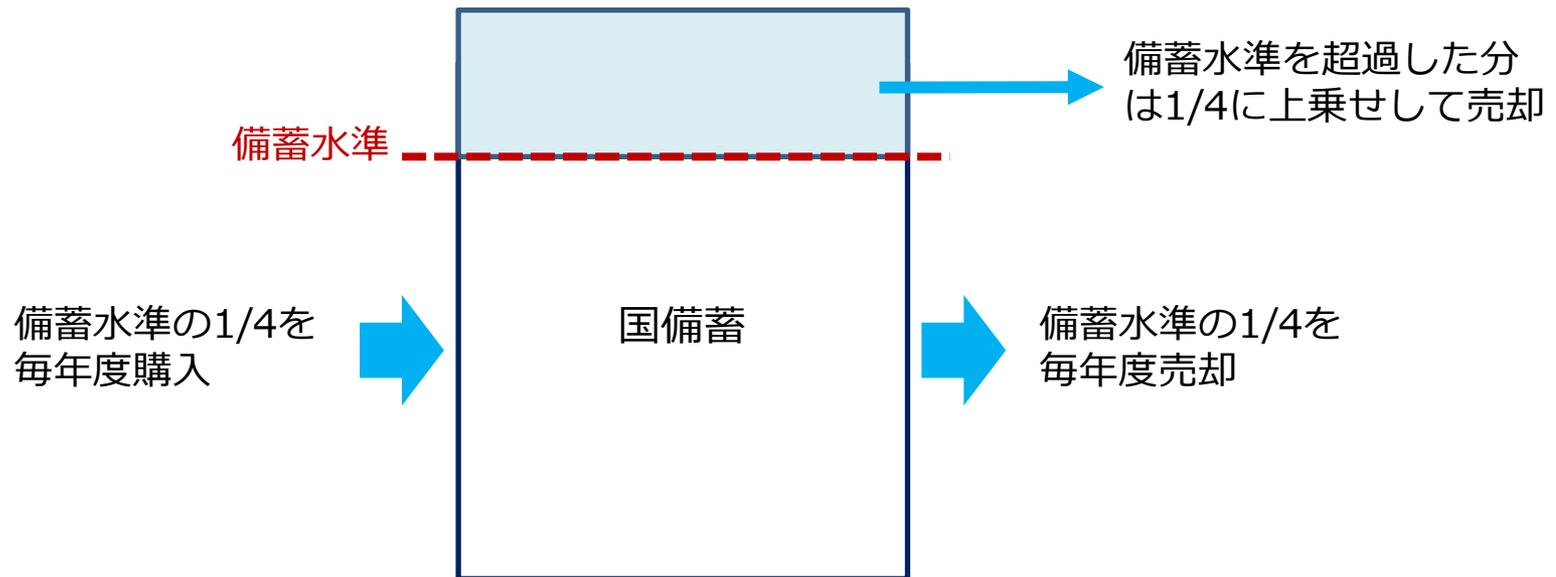 備蓄水準を超過した分
は1/4に上乗せして売却
備蓄水準
備蓄水準の1/4を
毎年度購入
国備蓄
備蓄水準の1/4を
毎年度売却